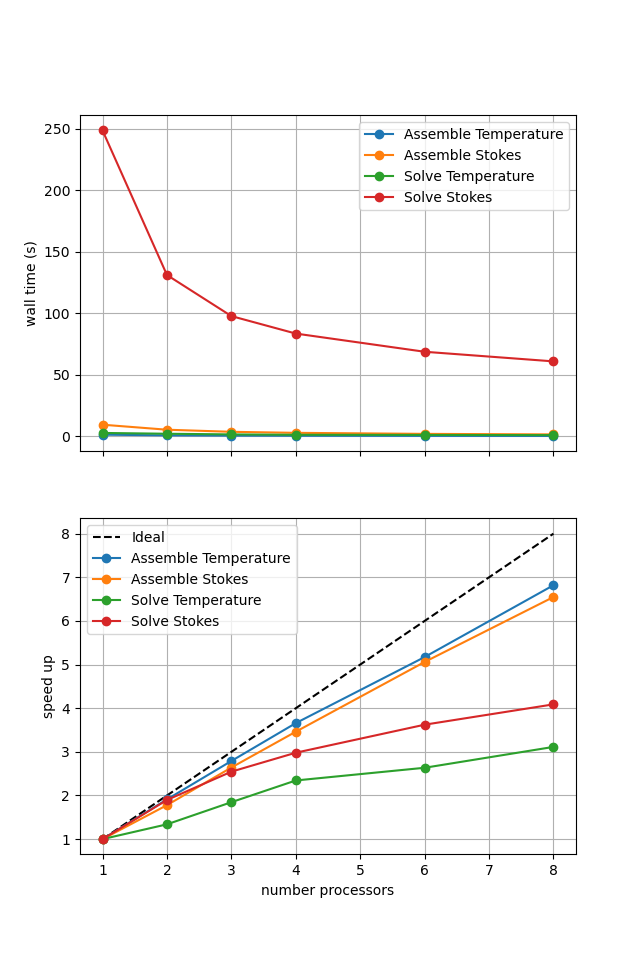 250
200
150
100
50
0
wall time (s)
Assemble Temperature
Assemble Stokes
Solve Temperature
Solve Stokes
8
7
6
5
4
3
2
1
speed up
Ideal
Assemble Temperature
Assemble Stokes
Solve Temperature
Solve Stokes
1 2 3 4 5 6 7 8
number processors